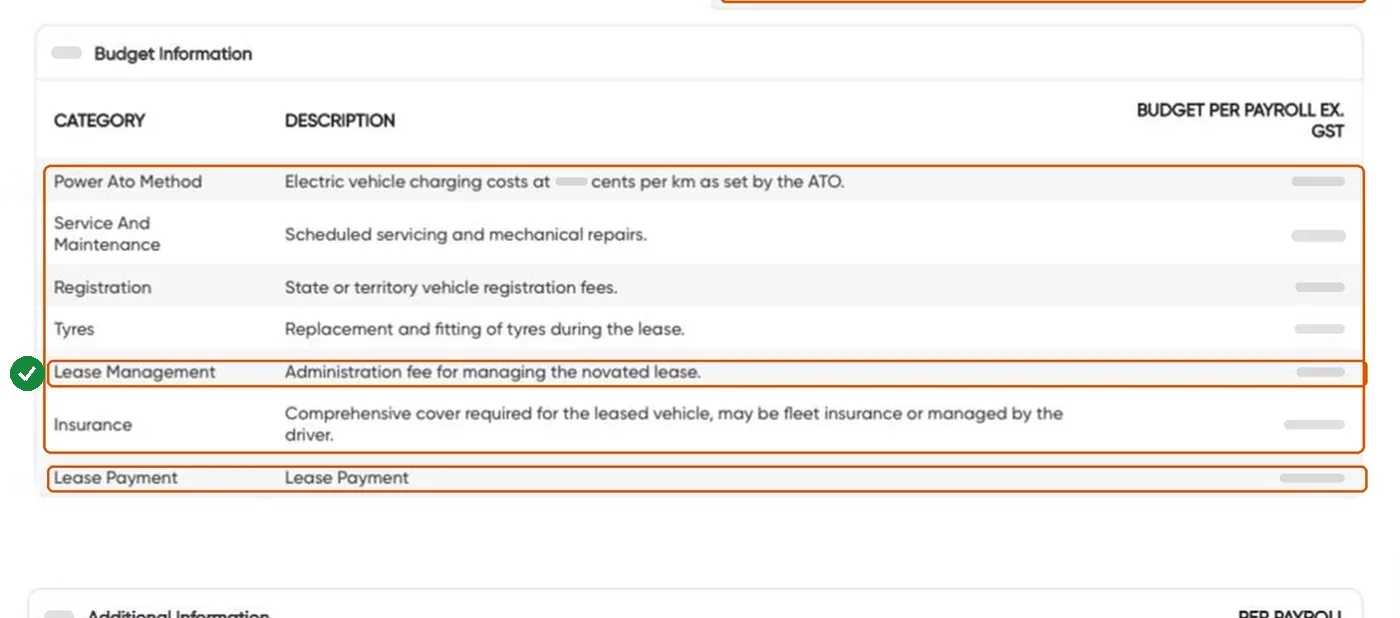 Budget Information
CATEGORY
DESCRIPTION
BUDGET PER PAYROLL EX.
GST
Power Ato Method
Electric vehicle charging costs at cents per km as set by the ATO.
Service And
Maintenance
Scheduled servicing and mechanical repairs.
Registration
State or territory vehicle registration fees.
Tyres
Replacement and fitting of tyres during the lease.
Lease Management
Administration fee for managing the novated lease.
Insurance
Comprehensive cover required for the leased vehicle, may be fleet insurance or managed by the
driver.
Lease Payment
Lease Payment
Additional Information
PER PAYROLL